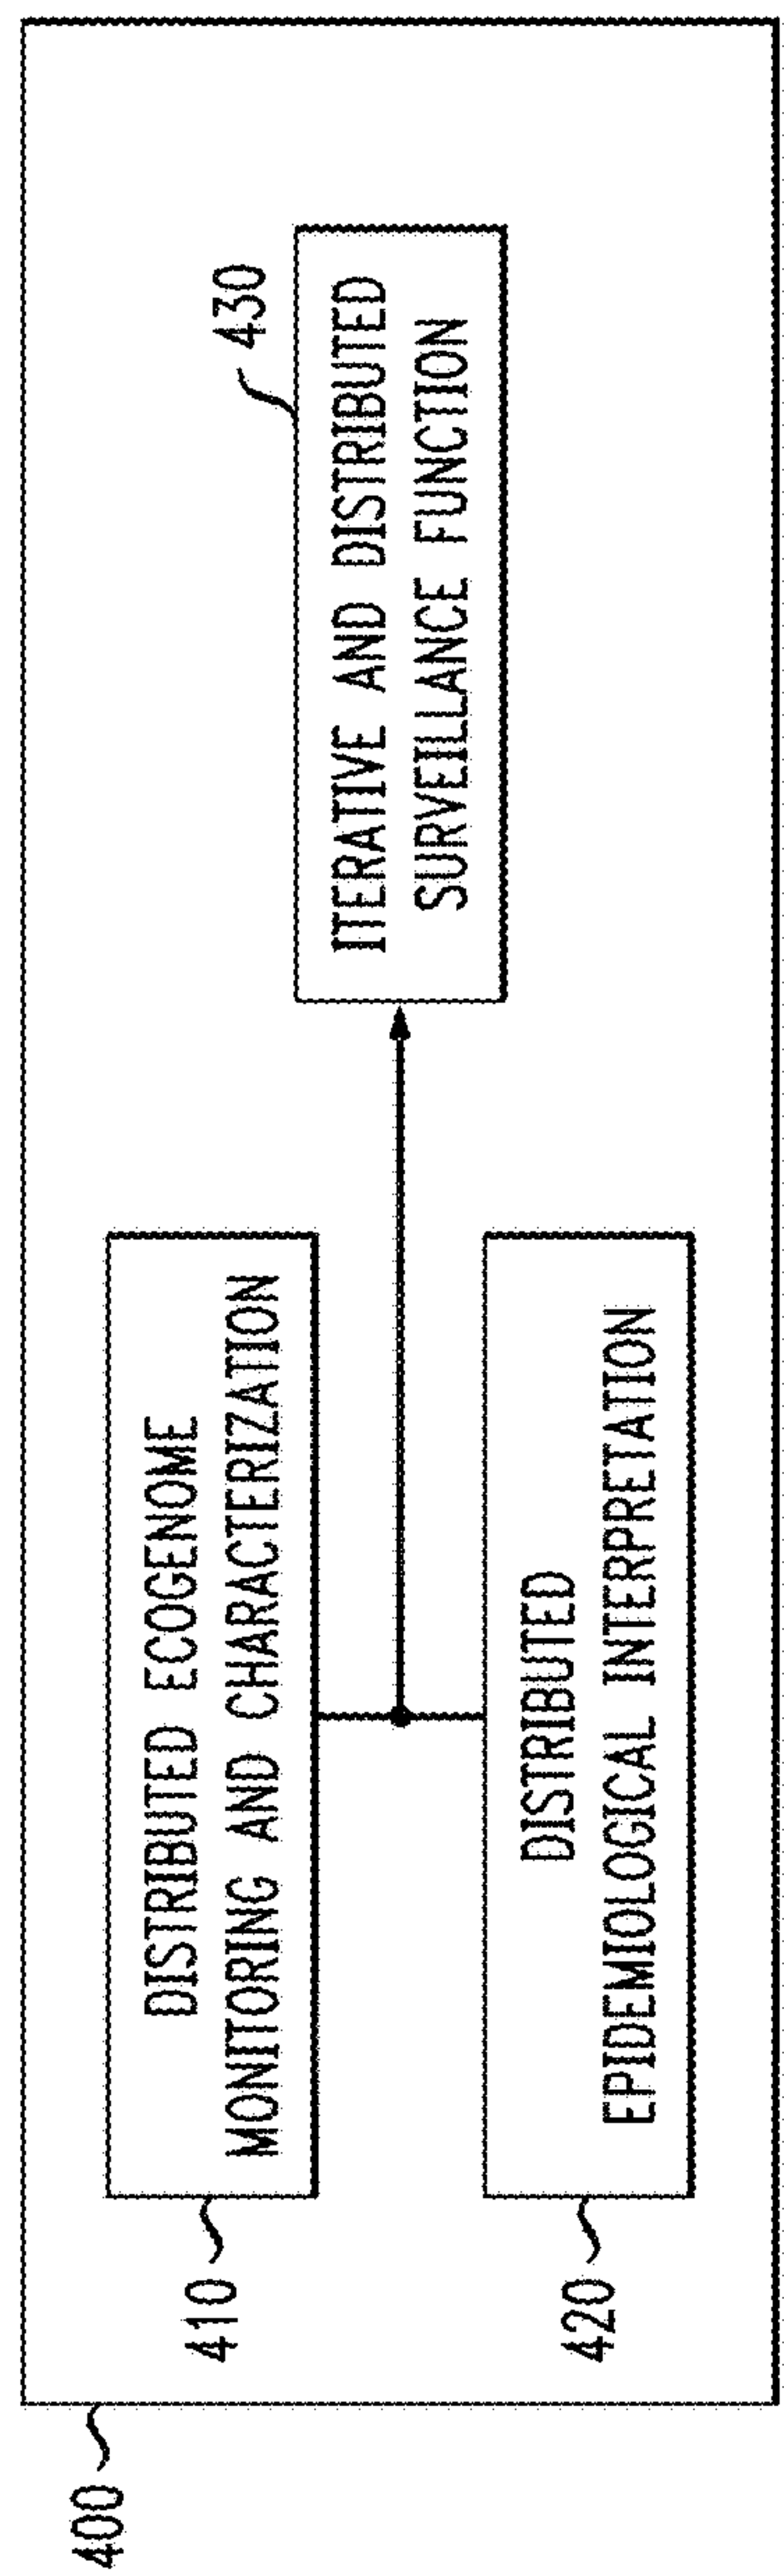 400
410
DISTRIBUTED ECOGENOME
MONITORING AND CHARACTERIZATION
420
DISTRIBUTED
EPIDEMIOLOGICAL INTERPRETATION
430
ITERATIVE AND DISTRIBUTED
SURVEILLANCE FUNCTION